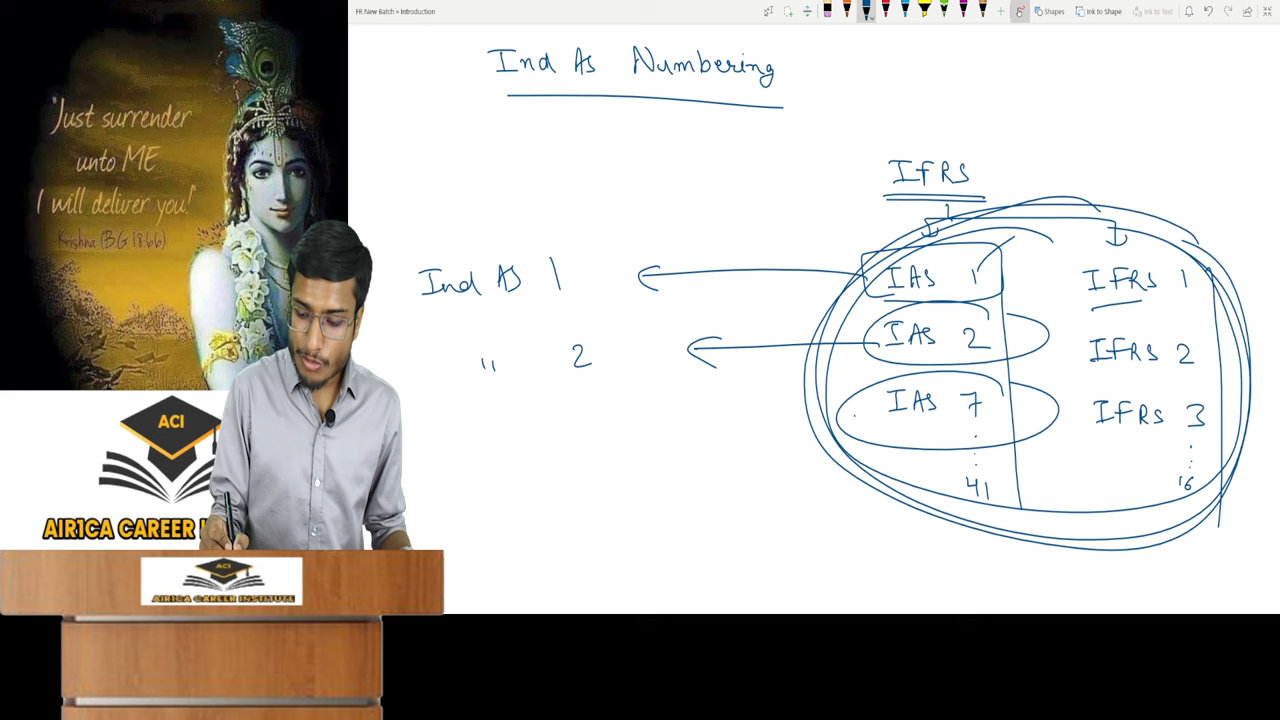 FR New Batch » Introduction
Shapes
Ink to Shape
Ink to Text
Ind As Numbering
"Just surrender
unto ME
I will deliver you!"
-Krishna (BG 18:66)
IFRS
Ind AS 1
IAS 1
IFRS 1
" 2
IAS 2
IFRS 2
IAS 7
IFRS 3
41
16
ACI
AIR1CA CAREER I
AIR1CA CAREER INSTITUTE